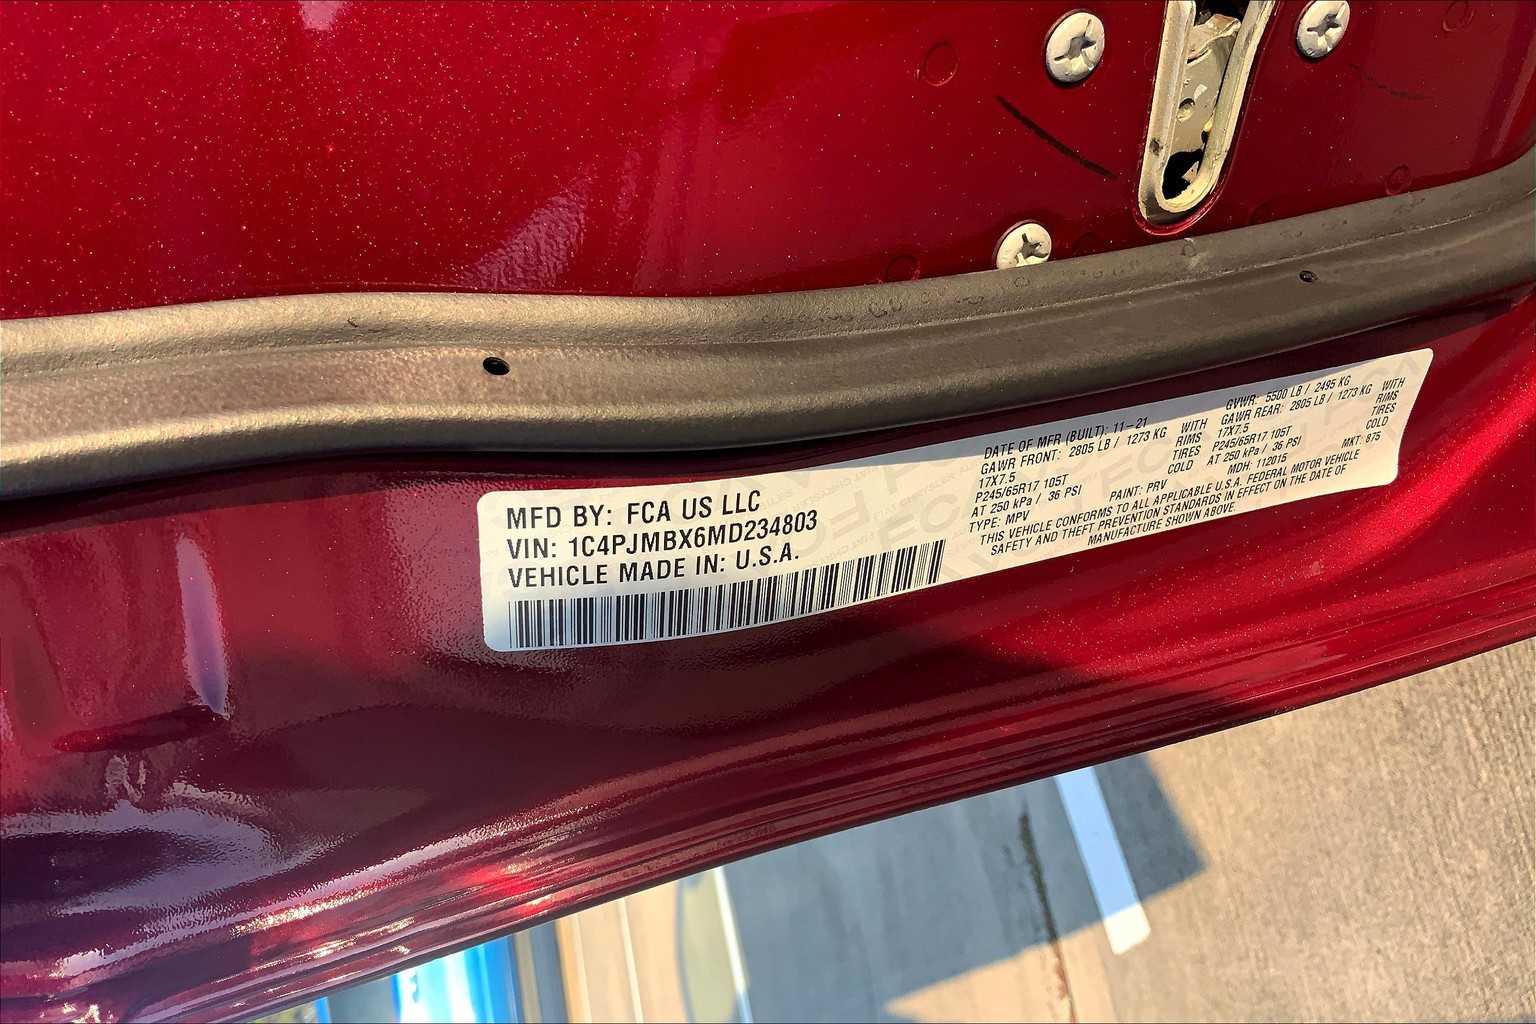 MFD BY: FCA US LLC
VIN: 1C4PJMBX6MD234803
VEHICLE MADE IN: U.S.A.
DATE OF MFR (BUILT): 11-21 GVWR: 5500 LB / 2495 KG
GAWR FRONT: 2805 LB / 1273 KG WITH GAWR REAR: 2805 LB / 1273 KG WITH
17X7.5 RIMS 17X7.5 RIMS
P245/65R17 105T TIRES P245/65R17 105T TIRES
AT 250 kPa / 36 PSI COLD AT 250 kPa / 36 PSI COLD
TYPE: MPV PAINT: PRV MDH: 112015 MKT: 875
THIS VEHICLE CONFORMS TO ALL APPLICABLE U.S.A. FEDERAL MOTOR VEHICLE
SAFETY AND THEFT PREVENTION STANDARDS IN EFFECT ON THE DATE OF
MANUFACTURE SHOWN ABOVE.